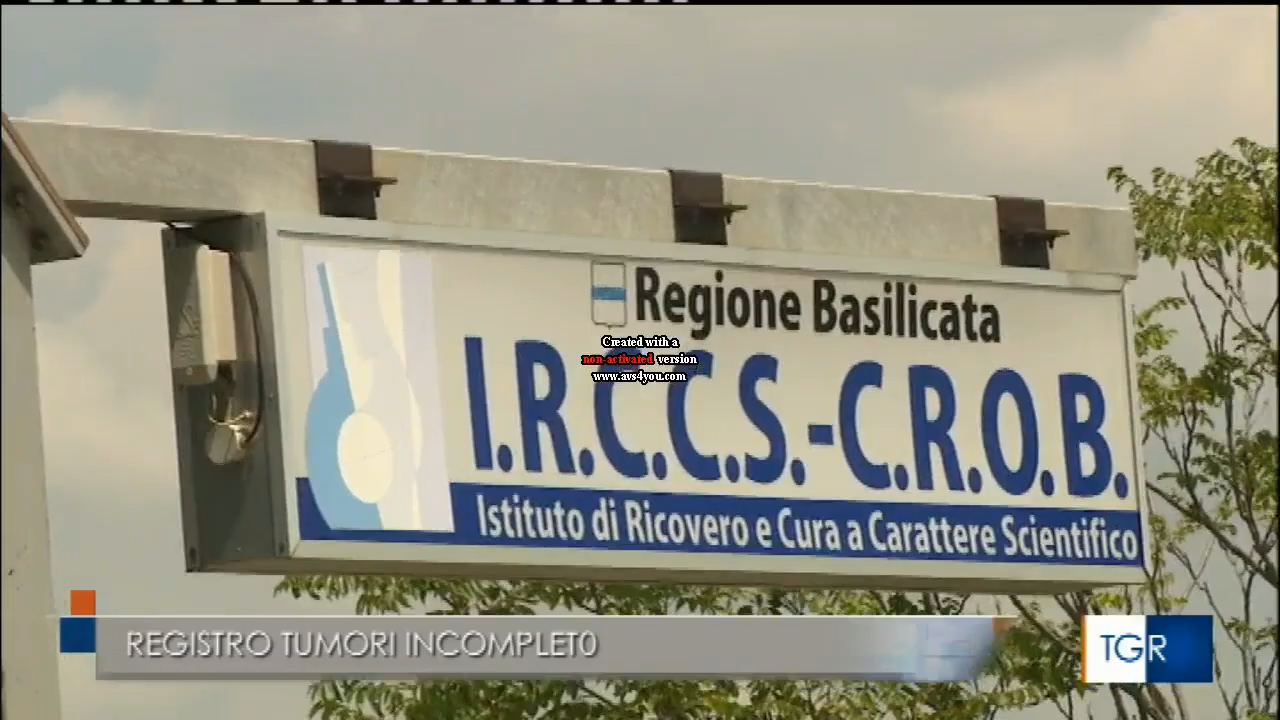 Regione Basilicata
Created with a
non-activated version
www.avs4you.com
I.R.C.C.S.-C.R.O.B.
Istituto di Ricovero e Cura a Carattere Scientifico
REGISTRO TUMORI INCOMPLET0
TGR